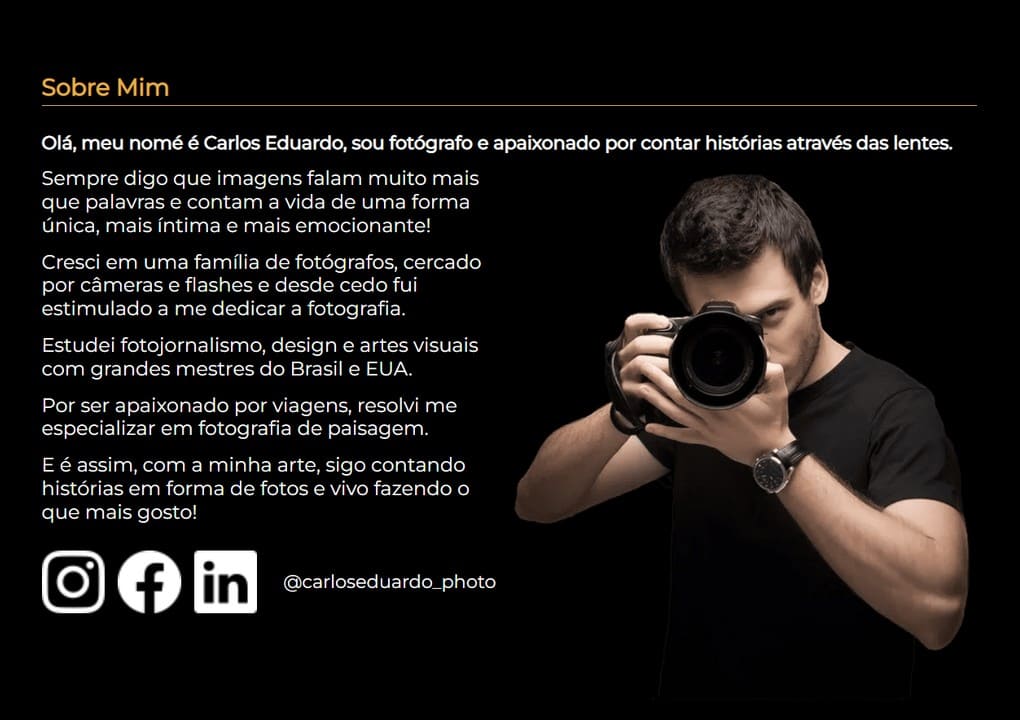 Sobre Mim
Olá, meu nomé é Carlos Eduardo, sou fotógrafo e apaixonado por contar histórias através das lentes.
Sempre digo que imagens falam muito mais
que palavras e contam a vida de uma forma
única, mais íntima e mais emocionante!
Cresci em uma família de fotógrafos, cercado
por câmeras e flashes e desde cedo fui
estimulado a me dedicar a fotografia.
Estudei fotojornalismo, design e artes visuais
com grandes mestres do Brasil e EUA.
Por ser apaixonado por viagens, resolvi me
especializar em fotografia de paisagem.
E é assim, com a minha arte, sigo contando
histórias em forma de fotos e vivo fazendo o
que mais gosto!
in @carloseduardo_photo